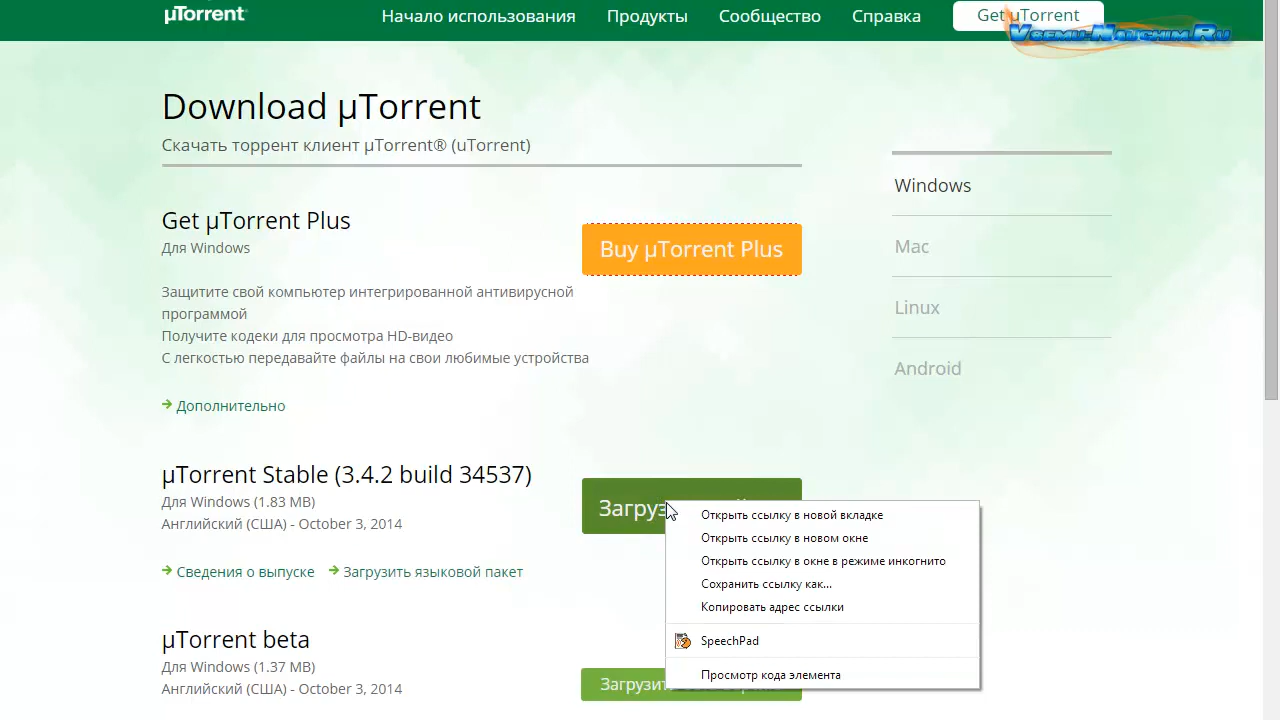 µTorrent
Начало использования
Продукты
Сообщество
Справка
Get µTorrent
Vsemu-Nauchim.Ru
Download µTorrent
Скачать торрент клиент µTorrent® (uTorrent)
Windows
Mac
Linux
Android
Get µTorrent Plus
Для Windows
Buy µTorrent Plus
Защитите свой компьютер интегрированной антивирусной
программой
Получите кодеки для просмотра HD-видео
С легкостью передавайте файлы на свои любимые устройства
Дополнительно
µTorrent Stable (3.4.2 build 34537)
Для Windows (1.83 MB)
Английский (США) - October 3, 2014
Сведения о выпуске
Загрузить языковой пакет
Открыть ссылку в новой вкладке
Открыть ссылку в новом окне
Открыть ссылку в окне в режиме инкогнито
Сохранить ссылку как...
Копировать адрес ссылки
SpeechPad
Просмотр кода элемента
µTorrent beta
Для Windows (1.37 MB)
Английский (США) - October 3, 2014